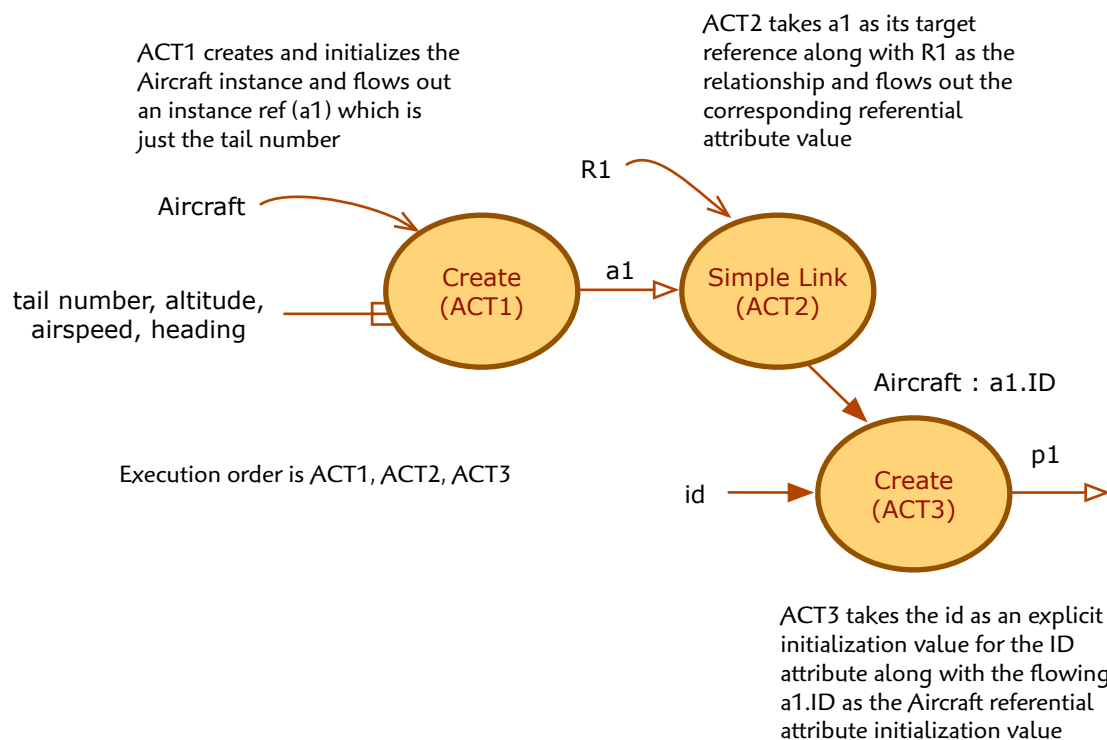 ACT1 creates and initializes the
Aircraft instance and flows out
an instance ref (a1) which is
just the tail number
ACT2 takes a1 as its target
reference along with R1 as the
relationship and flows out the
corresponding referential
attribute value
R1
Aircraft
Create
(ACT1)
a1
Simple Link
(ACT2)
tail number, altitude,
airspeed, heading
Aircraft : a1.ID
Execution order is ACT1, ACT2, ACT3
id
Create
(ACT3)
p1
ACT3 takes the id as an explicit
initialization value for the ID
attribute along with the flowing
a1.ID as the Aircraft referential
attribute initialization value